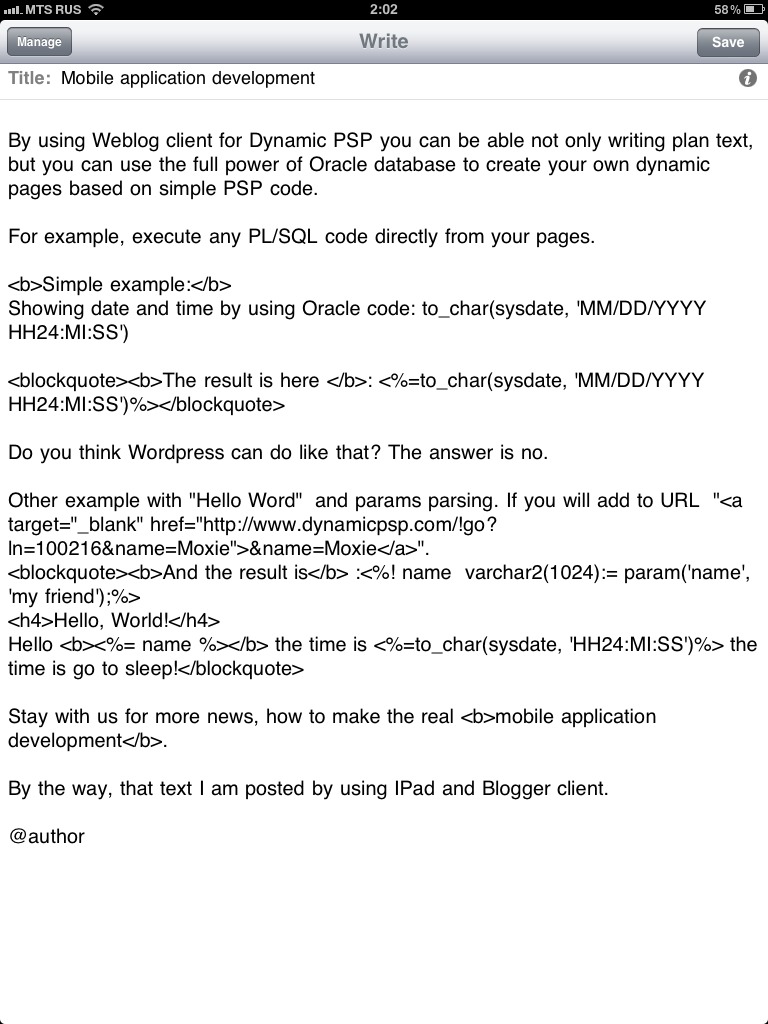 MTS RUS 2:02 58 %
Manage Write Save
Title: Mobile application development
By using Weblog client for Dynamic PSP you can be able not only writing plan text,
but you can use the full power of Oracle database to create your own dynamic
pages based on simple PSP code.
For example, execute any PL/SQL code directly from your pages.
<b>Simple example:</b>
Showing date and time by using Oracle code: to_char(sysdate, 'MM/DD/YYYY
HH24:MI:SS')
<blockquote><b>The result is here </b>: <%=to_char(sysdate, 'MM/DD/YYYY
HH24:MI:SS')%></blockquote>
Do you think Wordpress can do like that? The answer is no.
Other example with "Hello Word"  and params parsing. If you will add to URL  "<a
target="_blank" href="http://www.dynamicpsp.com/!go?
ln=100216&name=Moxie">&name=Moxie</a>".
<blockquote><b>And the result is</b> :<%! name  varchar2(1024):= param('name',
'my friend');%>
<h4>Hello, World!</h4>
Hello <b><%= name %></b> the time is <%=to_char(sysdate, 'HH24:MI:SS')%> the
time is go to sleep!</blockquote>
Stay with us for more news, how to make the real <b>mobile application
development</b>.
By the way, that text I am posted by using IPad and Blogger client.
@author